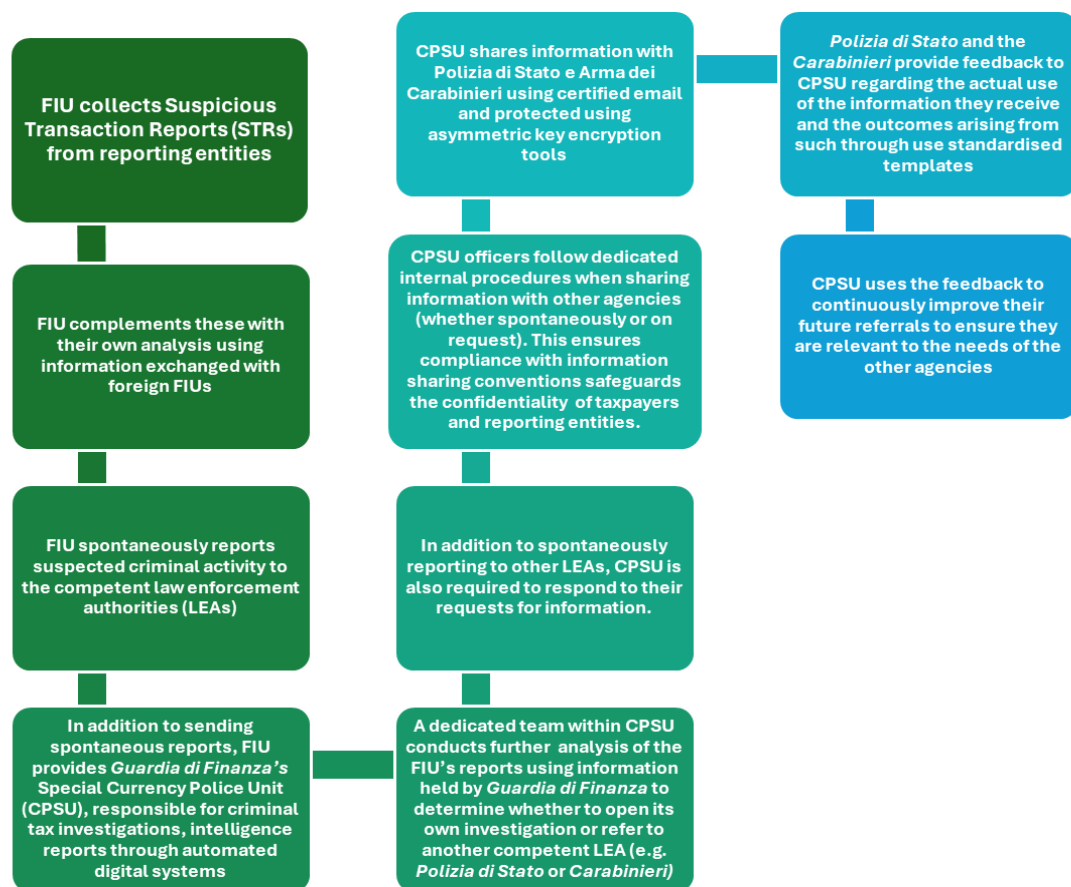 FIU collects Suspicious
Transaction Reports (STRs)
from reporting entities
FIU complements these with
their own analysis using
information exchanged with
foreign FIUs
FIU spontaneously reports
suspected criminal activity to
the competent law enforcement
authorities (LEAs)
In addition to sending
spontaneous reports, FIU
provides Guardia di Finanza's
Special Currency Police Unit
(CPSU), responsible for criminal
tax investigations, intelligence
reports through automated
digital systems
A dedicated team within CPSU
conducts further analysis of the
FIU's reports using information
held by Guardia di Finanza to
determine whether to open its
own investigation or refer to
another competent LEA (e.g.
Polizia di Stato or Carabinieri)
In addition to spontaneously
reporting to other LEAs, CPSU is
also required to respond to their
requests for information.
CPSU officers follow dedicated
internal procedures when sharing
information with other agencies
(whether spontaneously or on
request). This ensures
compliance with information
sharing conventions safeguards
the confidentiality of taxpayers
and reporting entities.
CPSU shares information with
Polizia di Stato e Arma dei
Carabinieri using certified email
and protected using
asymmetric key encryption
tools
Polizia di Stato and the
Carabinieri provide feedback to
CPSU regarding the actual use
of the information they receive
and the outcomes arising from
such through use standardised
templates
CPSU uses the feedback to
continuously improve their
future referrals to ensure they
are relevant to the needs of the
other agencies